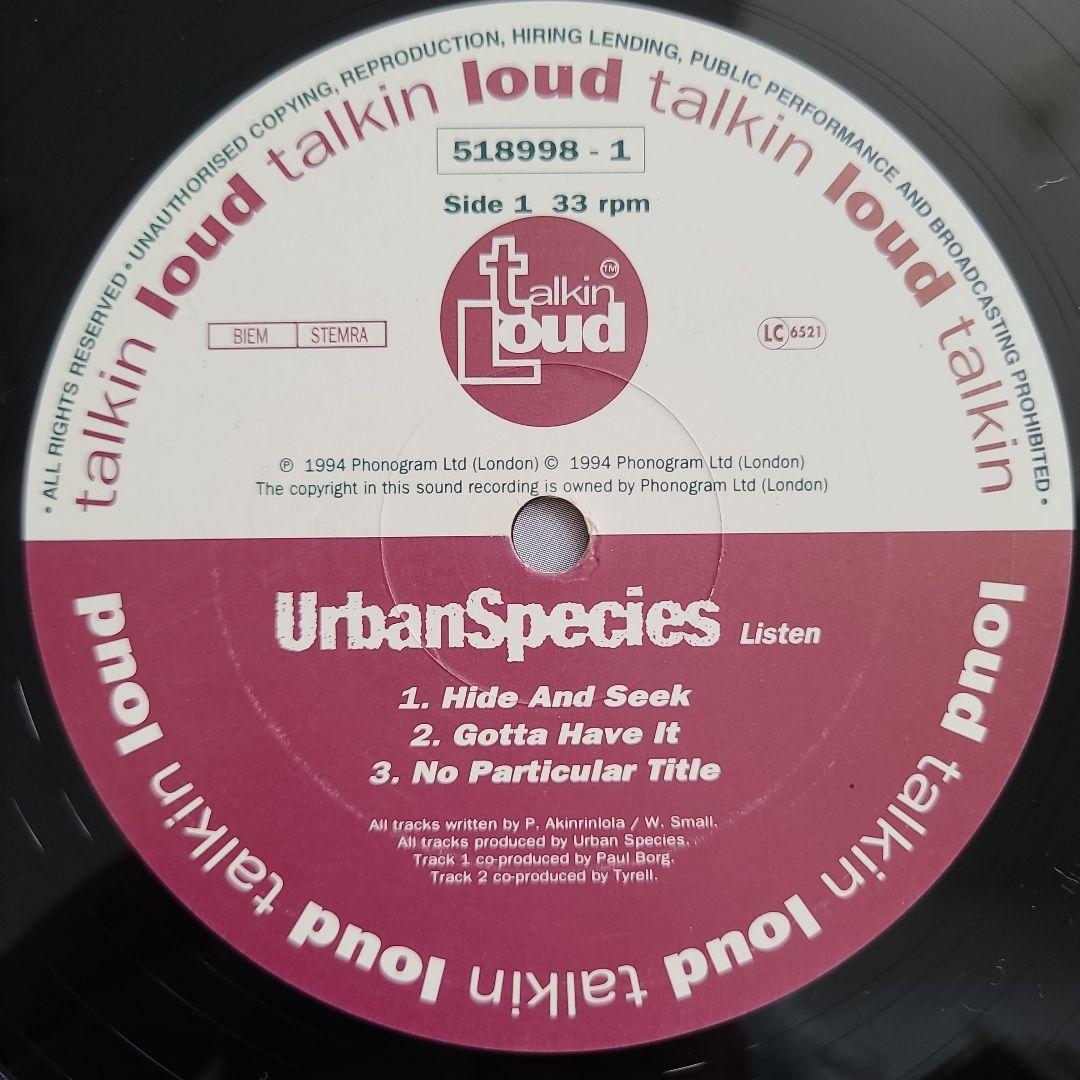 • ALL RIGHTS RESERVED • UNAUTHORISED COPYING, REPRODUCTION, HIRING LENDING, PUBLIC PERFORMANCE AND BROADCASTING PROHIBITED •
talkin loud talkin loud talkin loud talkin
518998 - 1
Side 1 33 rpm
talkin Loud TM
BIEM STEMRA
LC 6521
℗ 1994 Phonogram Ltd (London) © 1994 Phonogram Ltd (London)
The copyright in this sound recording is owned by Phonogram Ltd (London)
UrbanSpecies Listen
1. Hide And Seek
2. Gotta Have It
3. No Particular Title
All tracks written by P. Akinrinlola / W. Small.
All tracks produced by Urban Species.
Track 1 co-produced by Paul Borg.
Track 2 co-produced by Tyrell.
loud talkin loud talkin loud talkin loud